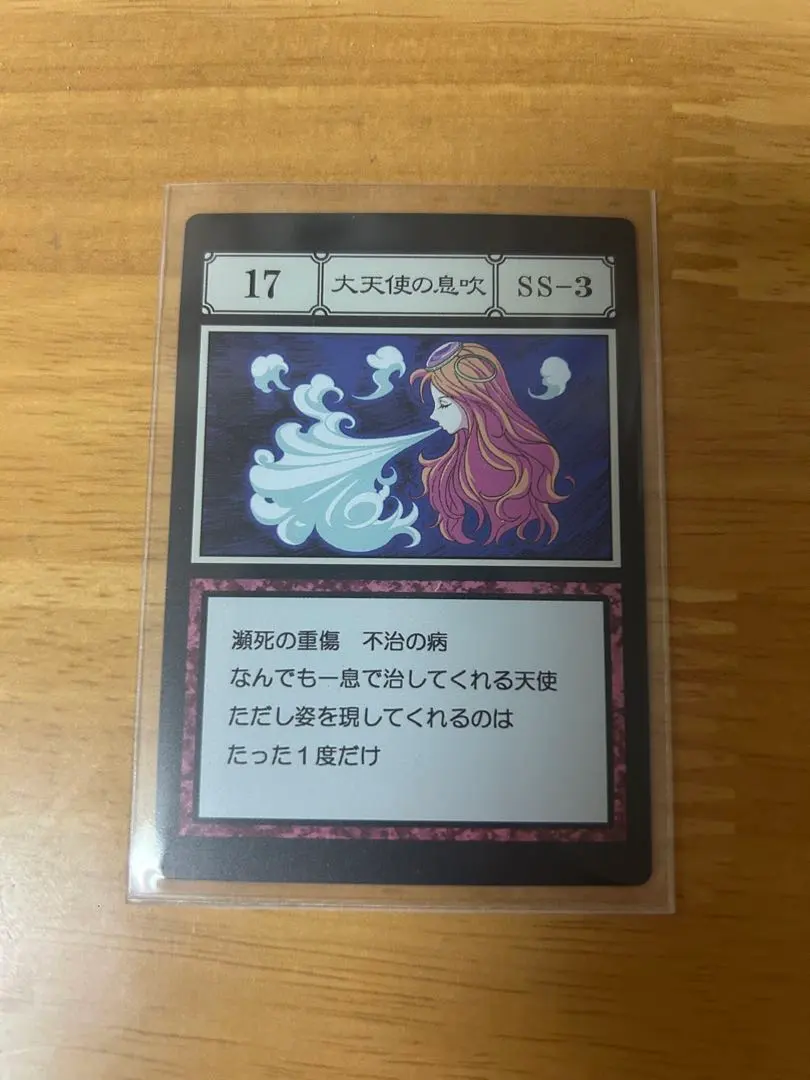 17 大天使の息吹 SS-3
瀕死の重傷　不治の病
なんでも一息で治してくれる天使
ただし姿を現してくれるのは
たった1度だけ